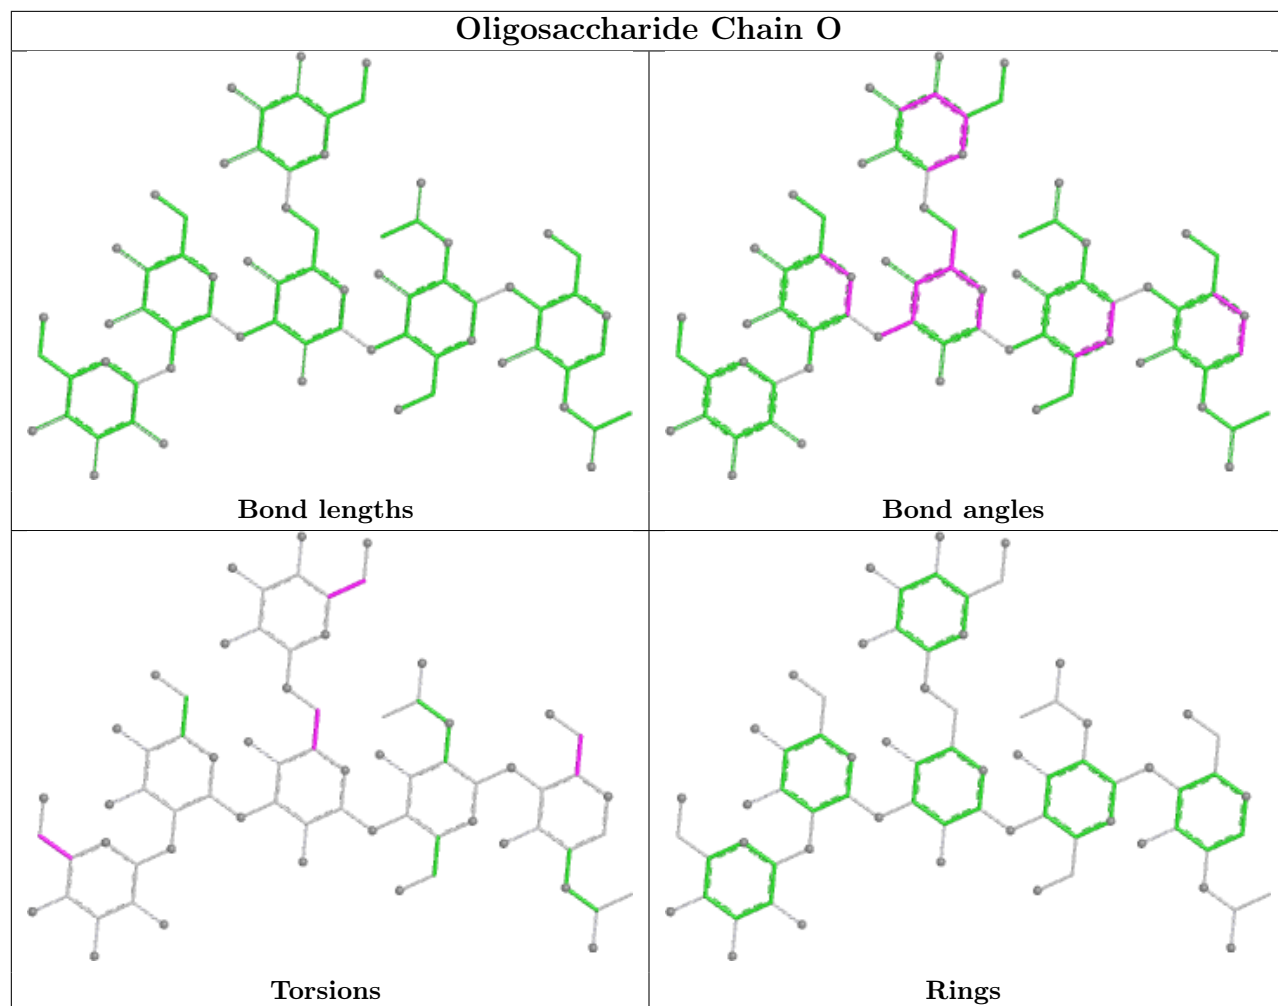 Oligosaccharide Chain O
Bond lengths
Bond angles
Torsions
Rings